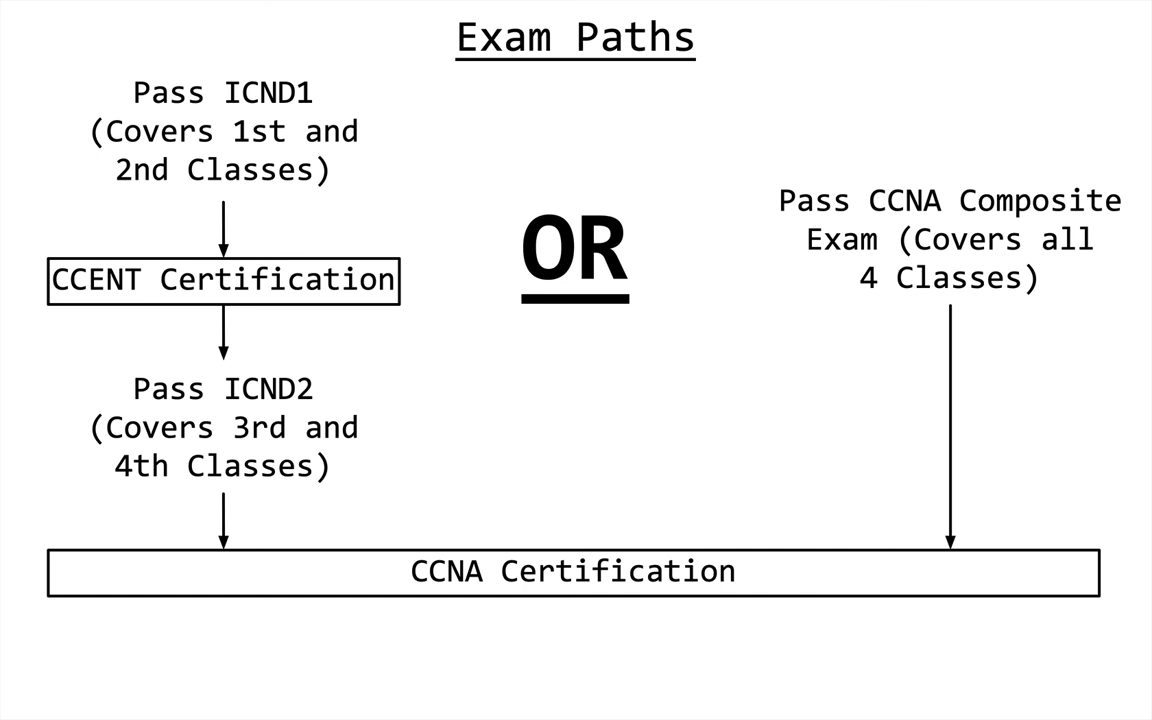 Exam Paths
Pass ICND1
(Covers 1st and
2nd Classes)
CCENT Certification
Pass ICND2
(Covers 3rd and
4th Classes)
OR
Pass CCNA Composite
Exam (Covers all
4 Classes)
CCNA Certification